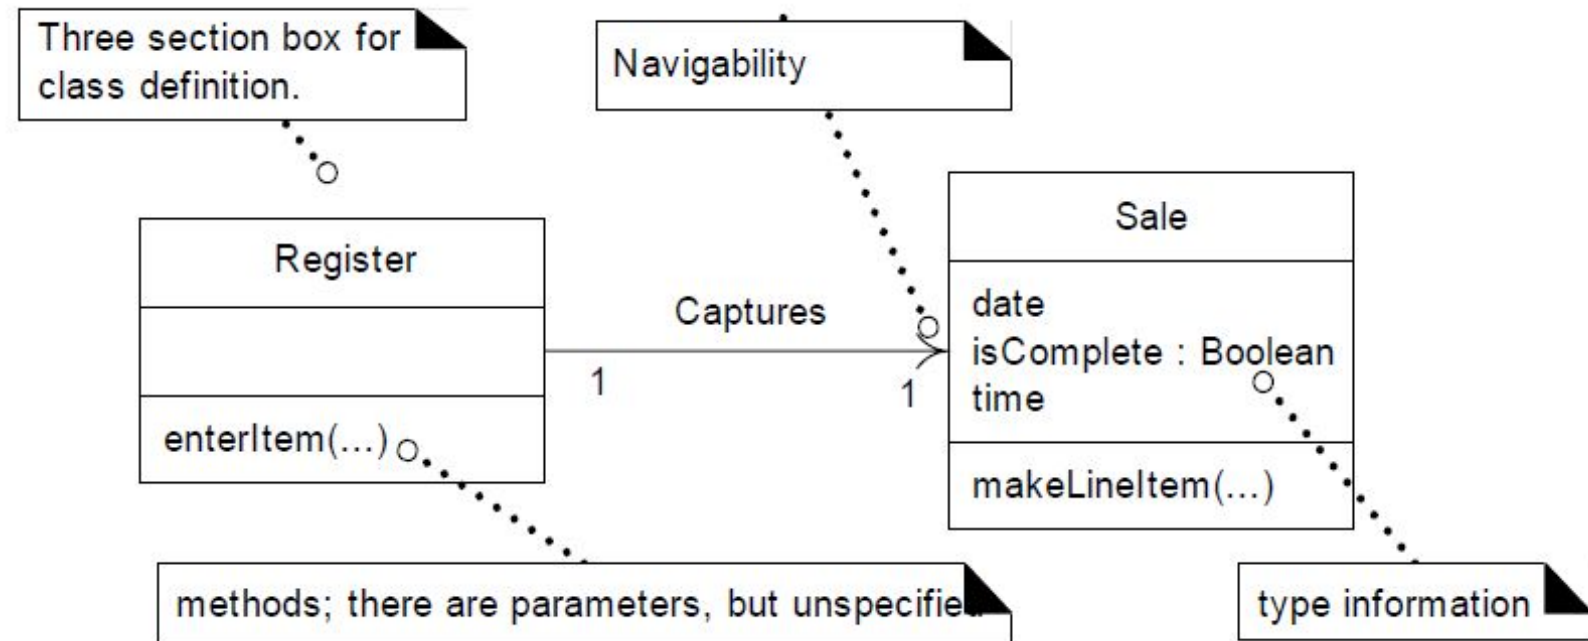 Three section box for
class definition.
Navigability
Register
enterItem(...)
Captures
1
1
Sale
date
isComplete : Boolean
time
makeLineItem(...)
methods; there are parameters, but unspecified
type information